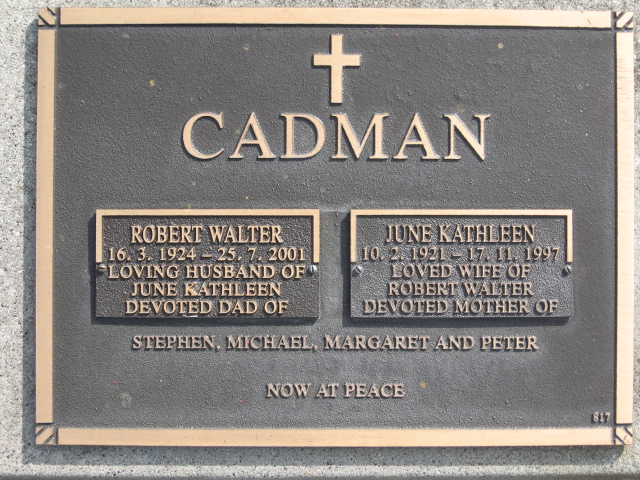 CADMAN
ROBERT WALTER
16. 3. 1924 – 25. 7. 2001
LOVING HUSBAND OF
JUNE KATHLEEN
DEVOTED DAD OF
JUNE KATHLEEN
10. 2. 1921 – 17. 11. 1997
LOVED WIFE OF
ROBERT WALTER
DEVOTED MOTHER OF
STEPHEN, MICHAEL, MARGARET AND PETER
NOW AT PEACE
817